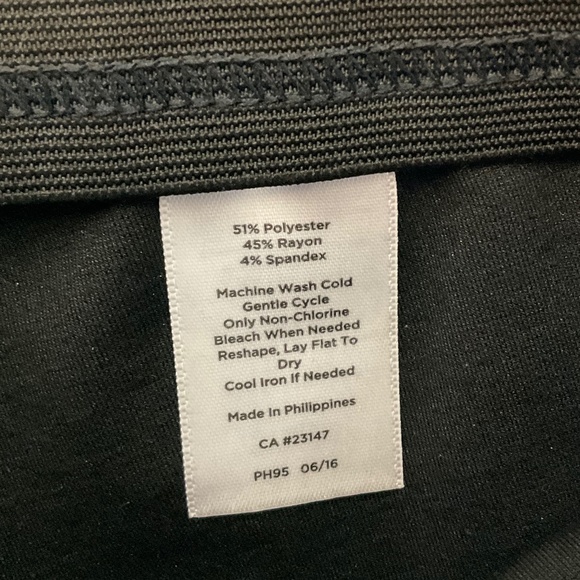 51% Polyester
45% Rayon
4% Spandex
Machine Wash Cold
Gentle Cycle
Only Non-Chlorine
Bleach When Needed
Reshape, Lay Flat To
Dry
Cool Iron If Needed
Made In Philippines
CA #23147
PH95 06/16